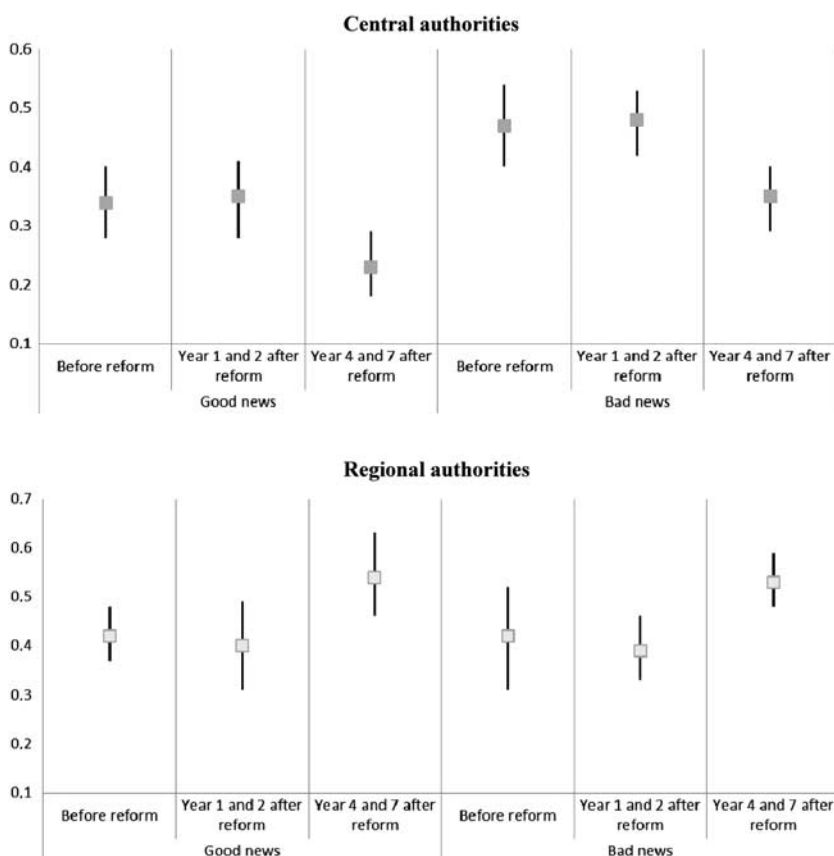 Central authorities
0.6
0.5
0.4
0.3
0.2
0.1
Before reform
Year 1 and 2 after
reform
Year 4 and 7 after
reform
Before reform
Year 1 and 2 after
reform
Year 4 and 7 after
reform
Good news
Bad news
Regional authorities
0.7
0.6
0.5
0.4
0.3
0.2
0.1
Before reform
Year 1 and 2 after
reform
Year 4 and 7 after
reform
Before reform
Year 1 and 2 after
reform
Year 4 and 7 after
reform
Good news
Bad news